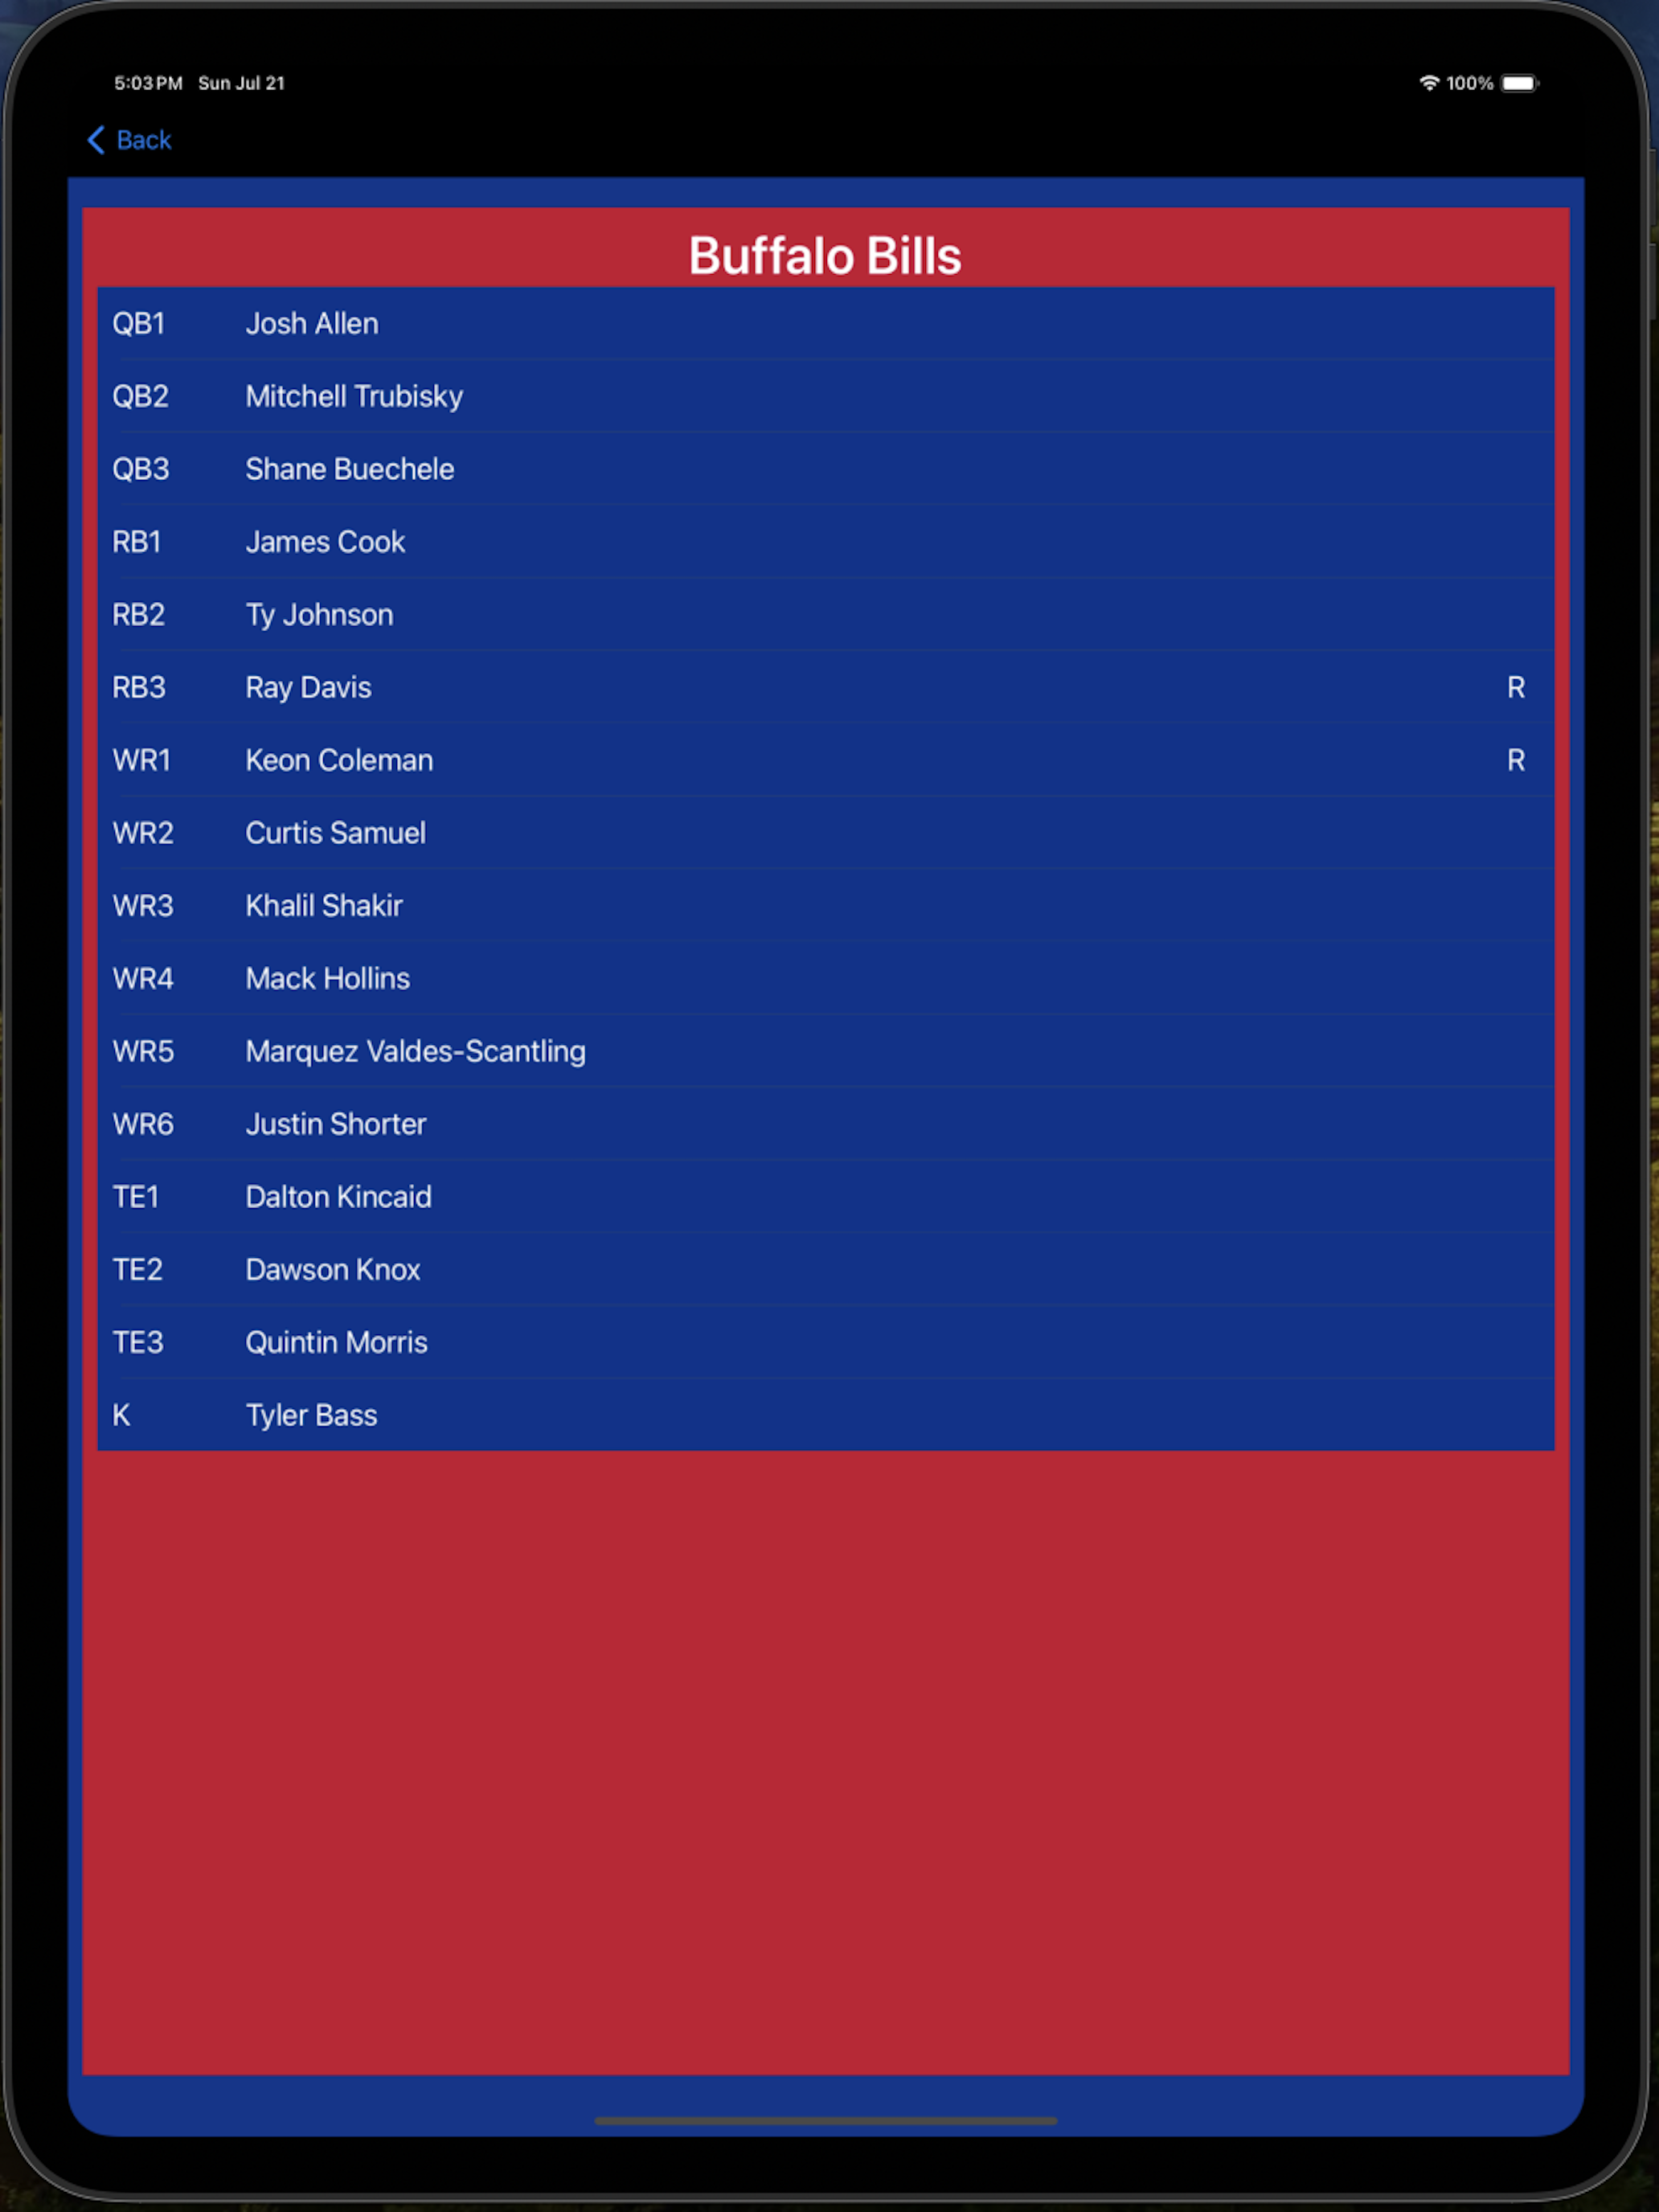 5:03 PM Sun Jul 21 100%
Back
Buffalo Bills
QB1 Josh Allen
QB2 Mitchell Trubisky
QB3 Shane Buechele
RB1 James Cook
RB2 Ty Johnson
RB3 Ray Davis R
WR1 Keon Coleman R
WR2 Curtis Samuel
WR3 Khalil Shakir
WR4 Mack Hollins
WR5 Marquez Valdes-Scantling
WR6 Justin Shorter
TE1 Dalton Kincaid
TE2 Dawson Knox
TE3 Quintin Morris
K Tyler Bass